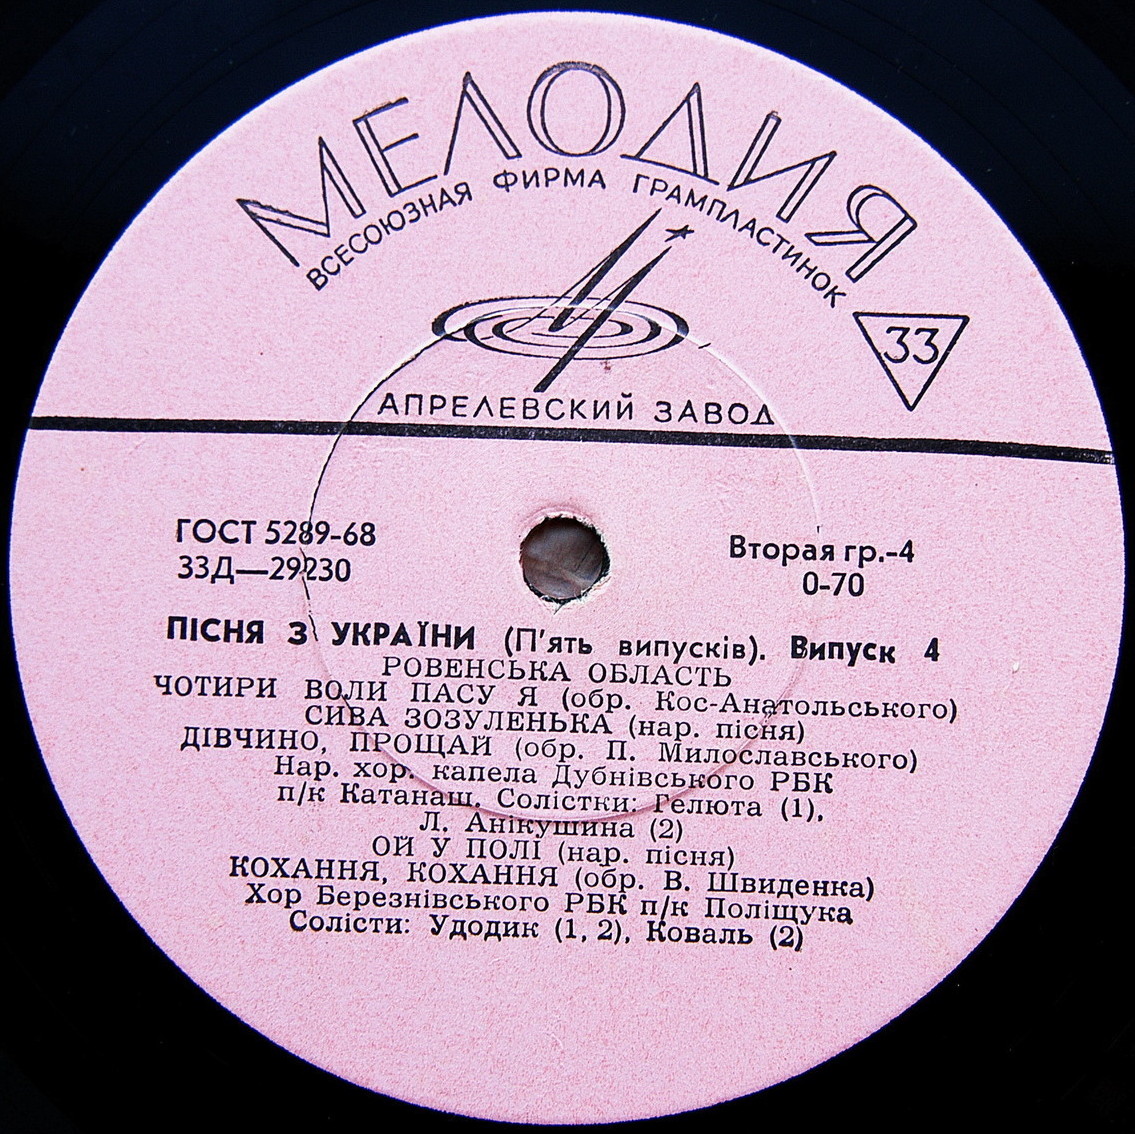 МЕЛОДИЯ
ВСЕСОЮЗНАЯ ФИРМА ГРАМПЛАСТИНОК
33
АПРЕЛЕВСКИЙ ЗАВОД
ГОСТ 5289-68
Вторая гр.-4
33Д—29230
0-70
ПІСНЯ З УКРАЇНИ (П'ять випусків). Випуск 4
РОВЕНСЬКА ОБЛАСТЬ
ЧОТИРИ ВОЛИ ПАСУ Я (обр. Кос-Анатольського)
СИВА ЗОЗУЛЕНЬКА (нар. пісня)
ДІВЧИНО, ПРОЩАЙ (обр. П. Милославського)
Нар. хор. капела Дубнівського РБК
п/к Катанаш. Солістки: Гелюта (1),
Л. Анікушина (2)
ОЙ У ПОЛІ (нар. пісня)
КОХАННЯ, КОХАННЯ (обр. В. Швиденка)
Хор Березнівського РБК п/к Поліщука
Солісти: Удодик (1, 2), Коваль (2)